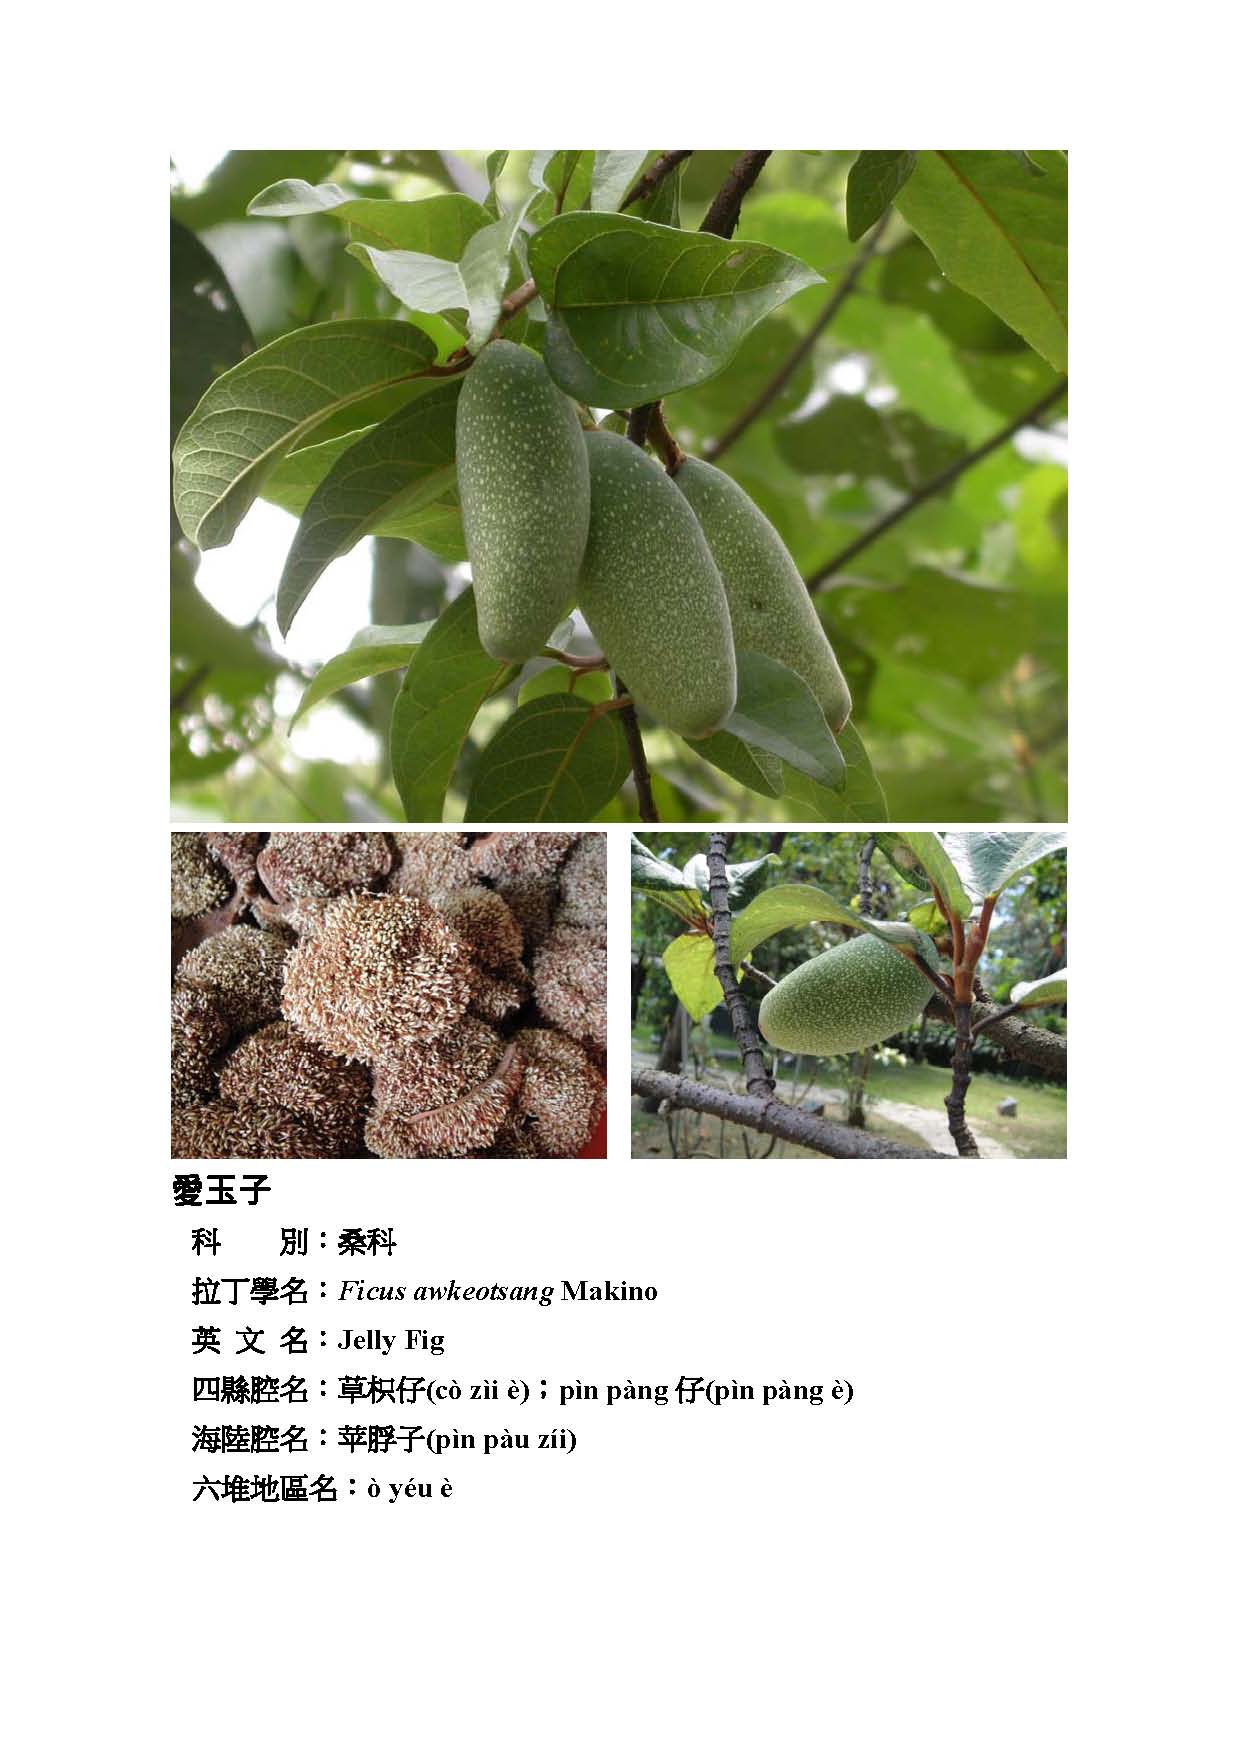 愛玉子
科　　別：桑科
拉丁學名：Ficus awkeotsang Makino
英 文 名：Jelly Fig
四縣腔名：草枳仔(cò zìi è)；pìn pàng 仔(pìn pàng è)
海陸腔名：苹脬子(pìn pàu zíi)
六堆地區名：ò yéu è